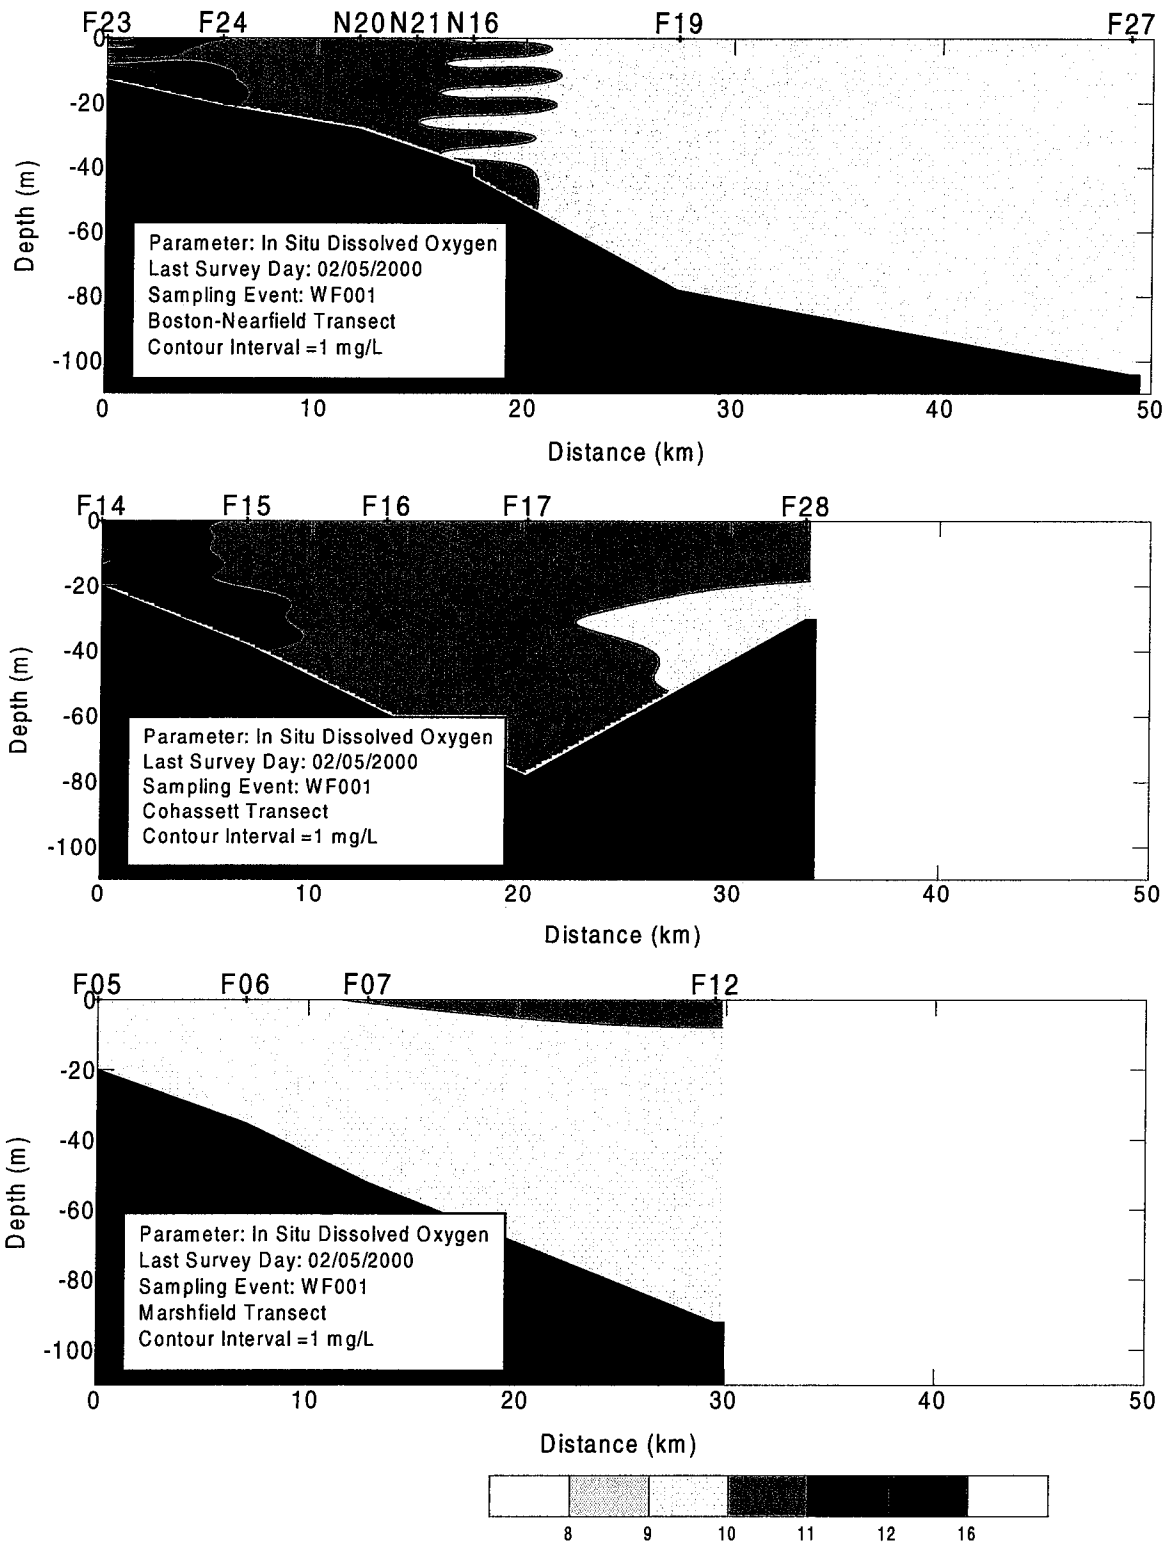 F23 F24 N20 N21 N16 F19 F27
0
-20
-40
-60
-80
-100
Depth (m)
Parameter: In Situ Dissolved Oxygen
Last Survey Day: 02/05/2000
Sampling Event: WF001
Boston-Nearfield Transect
Contour Interval =1 mg/L
0 10 20 30 40 50
Distance (km)
F14 F15 F16 F17 F28
0
-20
-40
-60
-80
-100
Depth (m)
Parameter: In Situ Dissolved Oxygen
Last Survey Day: 02/05/2000
Sampling Event: WF001
Cohassett Transect
Contour Interval =1 mg/L
0 10 20 30 40 50
Distance (km)
F05 F06 F07 F12
0
-20
-40
-60
-80
-100
Depth (m)
Parameter: In Situ Dissolved Oxygen
Last Survey Day: 02/05/2000
Sampling Event: WF001
Marshfield Transect
Contour Interval =1 mg/L
0 10 20 30 40 50
Distance (km)
8 9 10 11 12 16